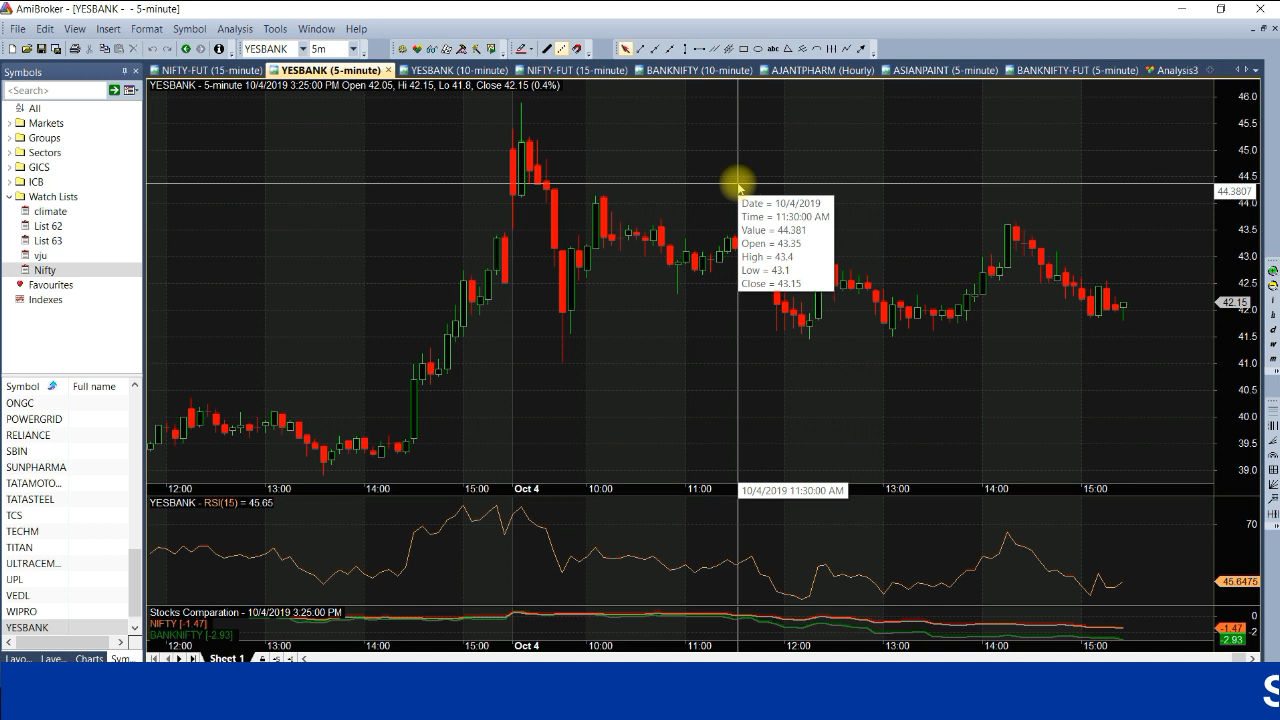 AmiBroker - [YESBANK - - 5-minute]
File Edit View Insert Format Symbol Analysis Tools Window Help
YESBANK 5m
Symbols
NIFTY-FUT (15-minute) YESBANK (5-minute) YESBANK (10-minute) NIFTY-FUT (15-minute) BANKNIFTY (10-minute) AJANTPHARM (Hourly) ASIANPAINT (5-minute) BANKNIFTY-FUT (5-minute) Analysis3
YESBANK - 5-minute 10/4/2019 3:25:00 PM Open 42.05, Hi 42.15, Lo 41.8, Close 42.15 (0.4%)
<Search>
All
Markets
Groups
Sectors
GICS
ICB
Watch Lists
climate
List 62
List 63
vju
Nifty
Favourites
Indexes
46.0
45.5
45.0
44.5
44.3807
44.0
43.5
43.0
42.5
42.15
42.0
41.5
41.0
40.5
40.0
39.5
39.0
Date = 10/4/2019
Time = 11:30:00 AM
Value = 44.381
Open = 43.35
High = 43.4
Low = 43.1
Close = 43.15
Symbol Full name
ONGC
POWERGRID
RELIANCE
SBIN
SUNPHARMA
TATAMOTO...
TATASTEEL
TCS
TECHM
TITAN
ULTRACEM...
UPL
VEDL
WIPRO
YESBANK
12:00 13:00 14:00 15:00 Oct 4 10:00 11:00 10/4/2019 11:30:00 AM 13:00 14:00 15:00
YESBANK - RSI(15) = 45.65
70
45.6475
Stocks Comparation - 10/4/2019 3:25:00 PM
NIFTY [-1.47]
BANKNIFTY [-2.93]
0
-1.47
-2
-2.93
12:00 13:00 14:00 15:00 Oct 4 10:00 11:00 12:00 13:00 14:00 15:00
Layo... Laye... Charts Sym...
Sheet 1
S